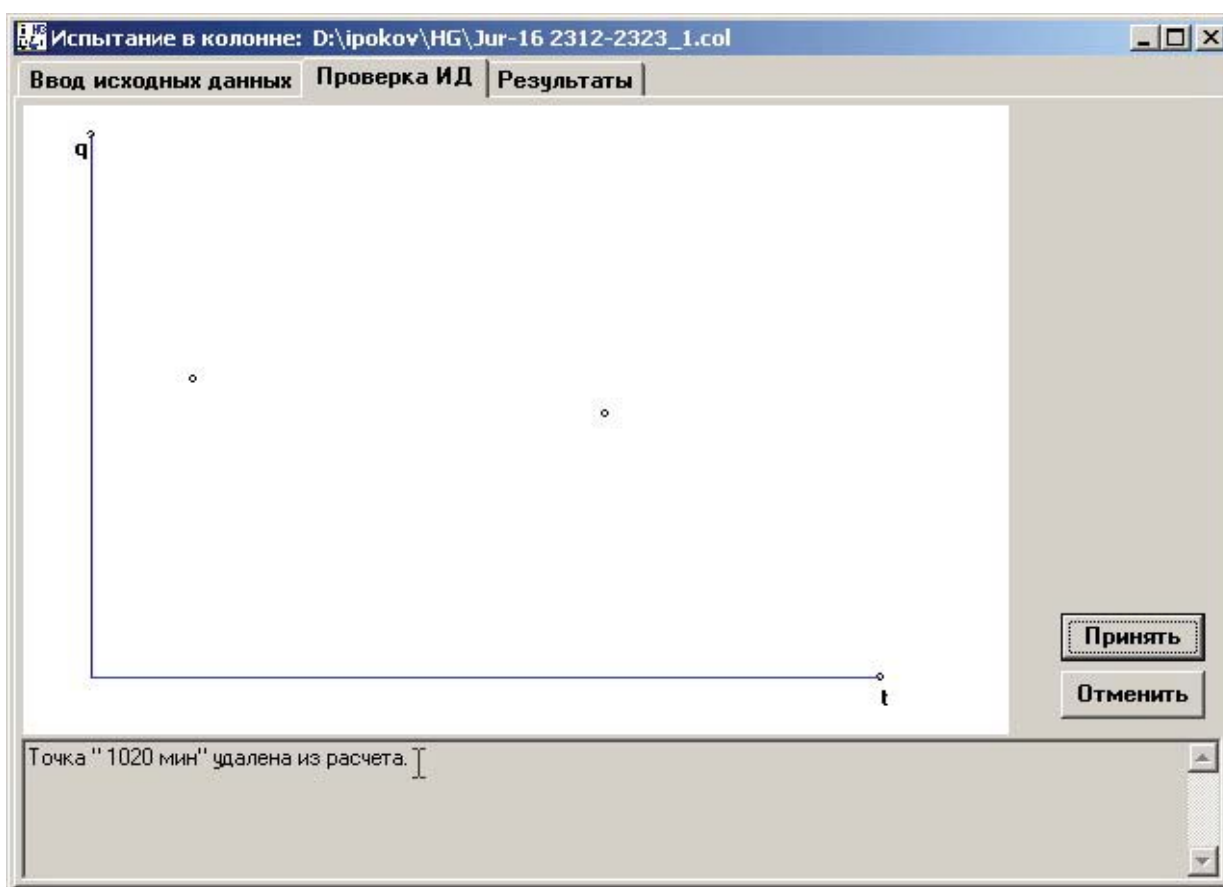 Испытание в колонне: D:\ipokov\HG\Jur-16 2312-2323_1.col
Ввод исходных данных Проверка ИД Результаты
q
t
Принять
Отменить
Точка " 1020 мин" удалена из расчета.